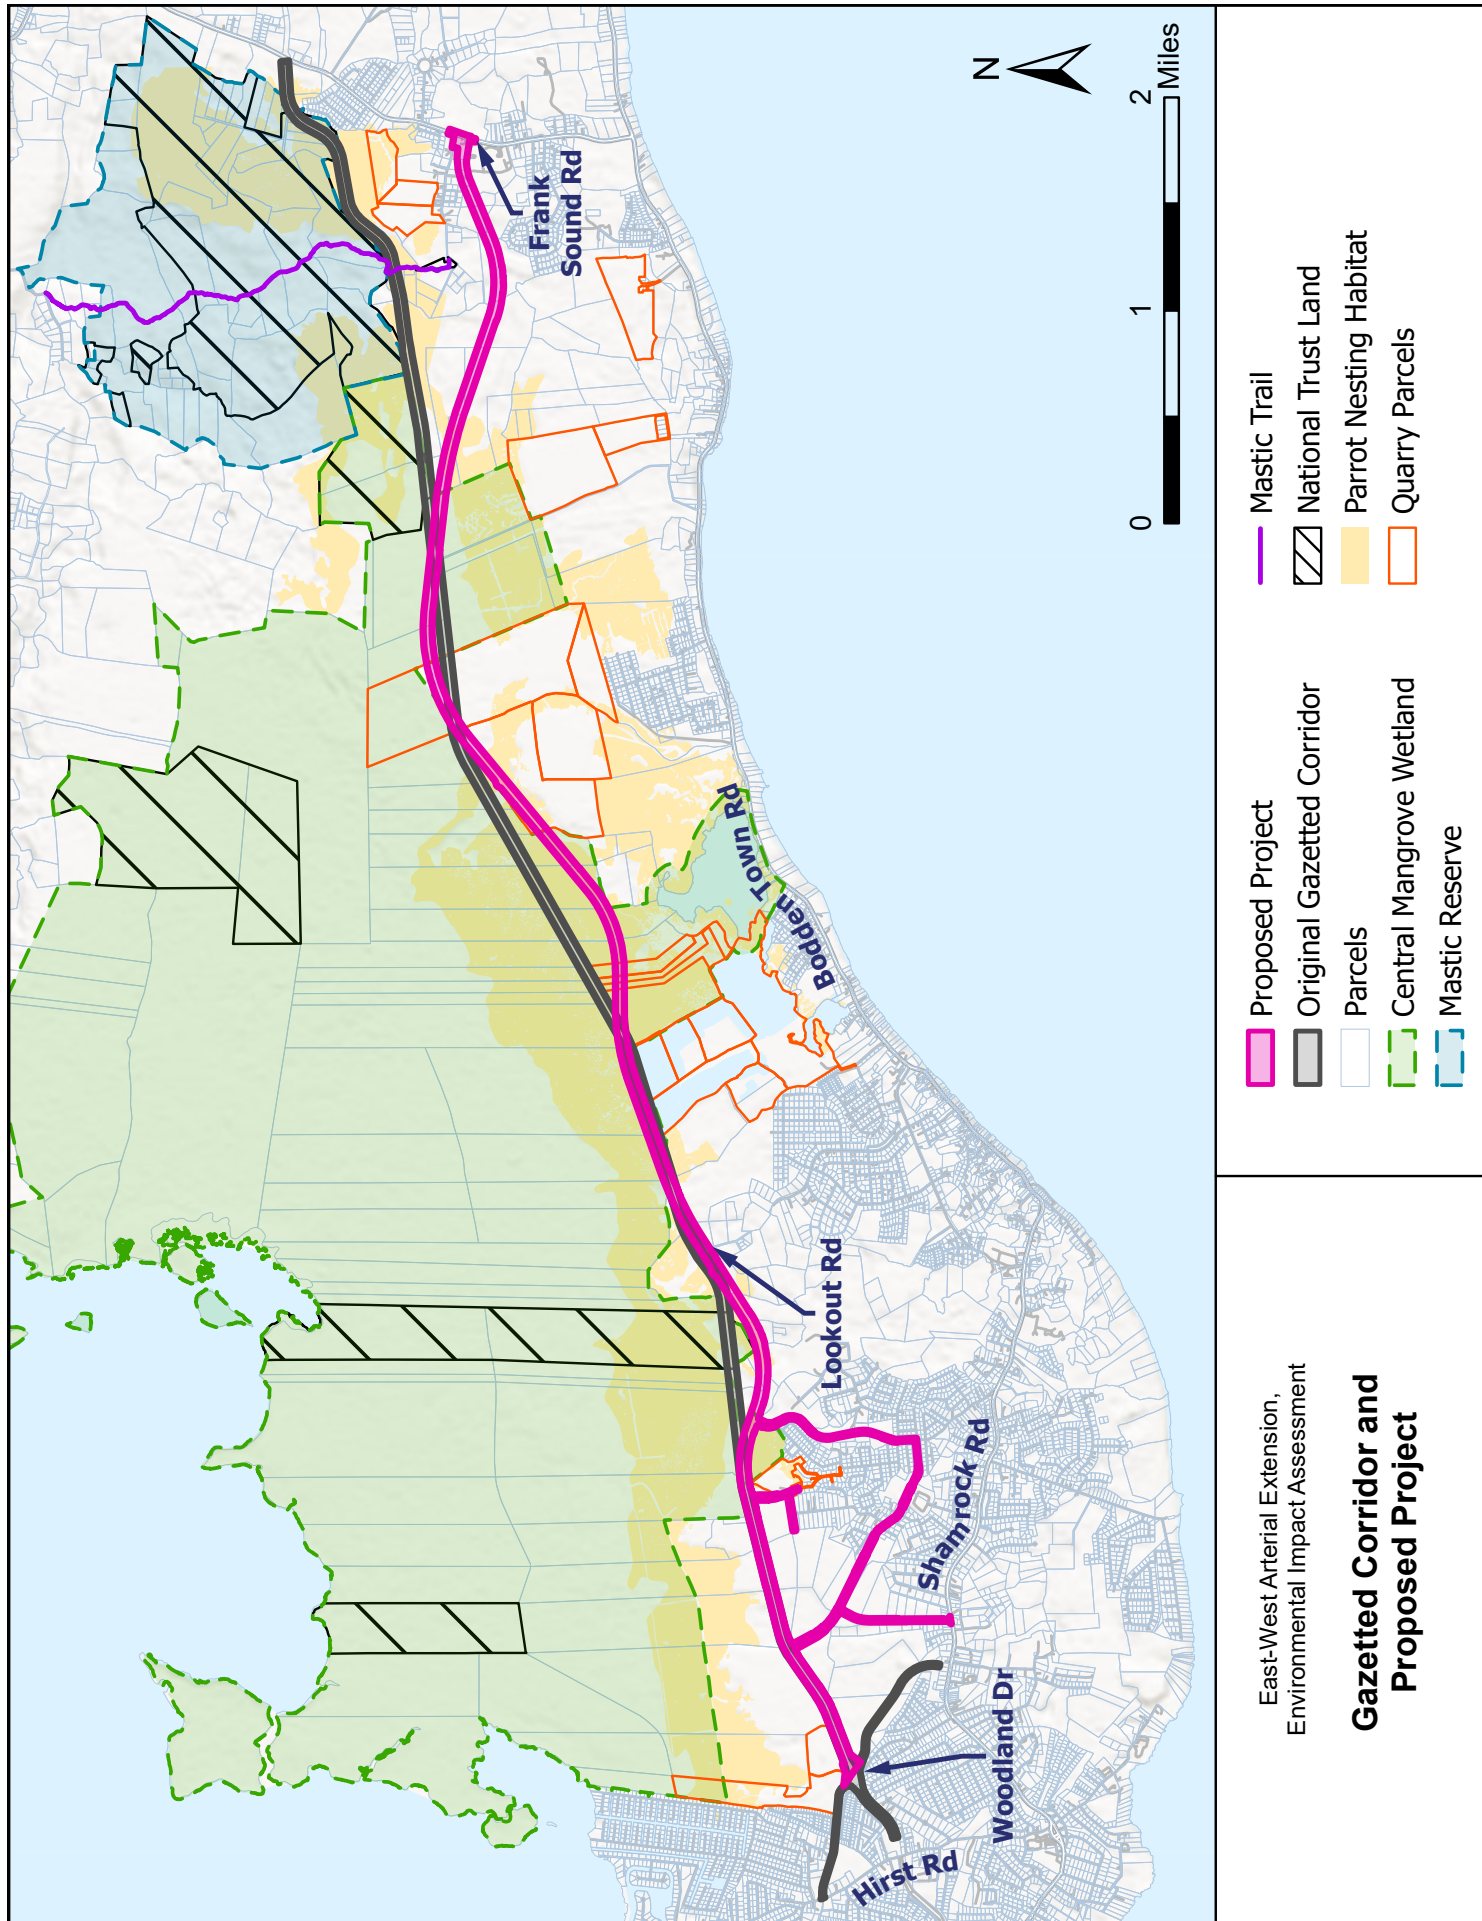 Frank
Sound Rd
Bodden Town Rd
Lookout Rd
Shamrock Rd
Woodland Dr
Hirst Rd
N
0 1 2
Miles
East-West Arterial Extension,
Environmental Impact Assessment
Gazetted Corridor and
Proposed Project
Proposed Project
Original Gazetted Corridor
Parcels
Central Mangrove Wetland
Mastic Reserve
Mastic Trail
National Trust Land
Parrot Nesting Habitat
Quarry Parcels